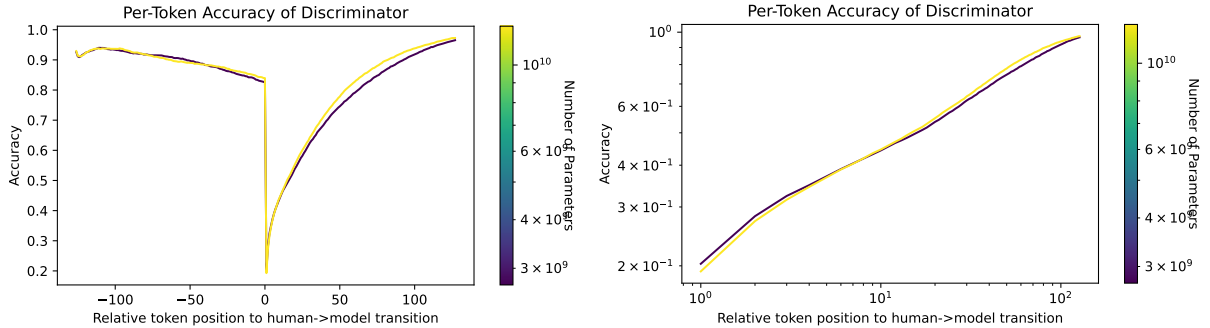 Per-Token Accuracy of Discriminator
1.0
0.9
0.8
0.7
0.6
0.5
0.4
0.3
0.2
Accuracy
−100
−50
0
50
100
Relative token position to human->model transition
10^10
6 × 10^9
4 × 10^9
3 × 10^9
Number of Parameters
Per-Token Accuracy of Discriminator
10^0
6 × 10^−1
4 × 10^−1
3 × 10^−1
2 × 10^−1
Accuracy
10^0
10^1
10^2
Relative token position to human->model transition
10^10
6 × 10^9
4 × 10^9
3 × 10^9
Number of Parameters